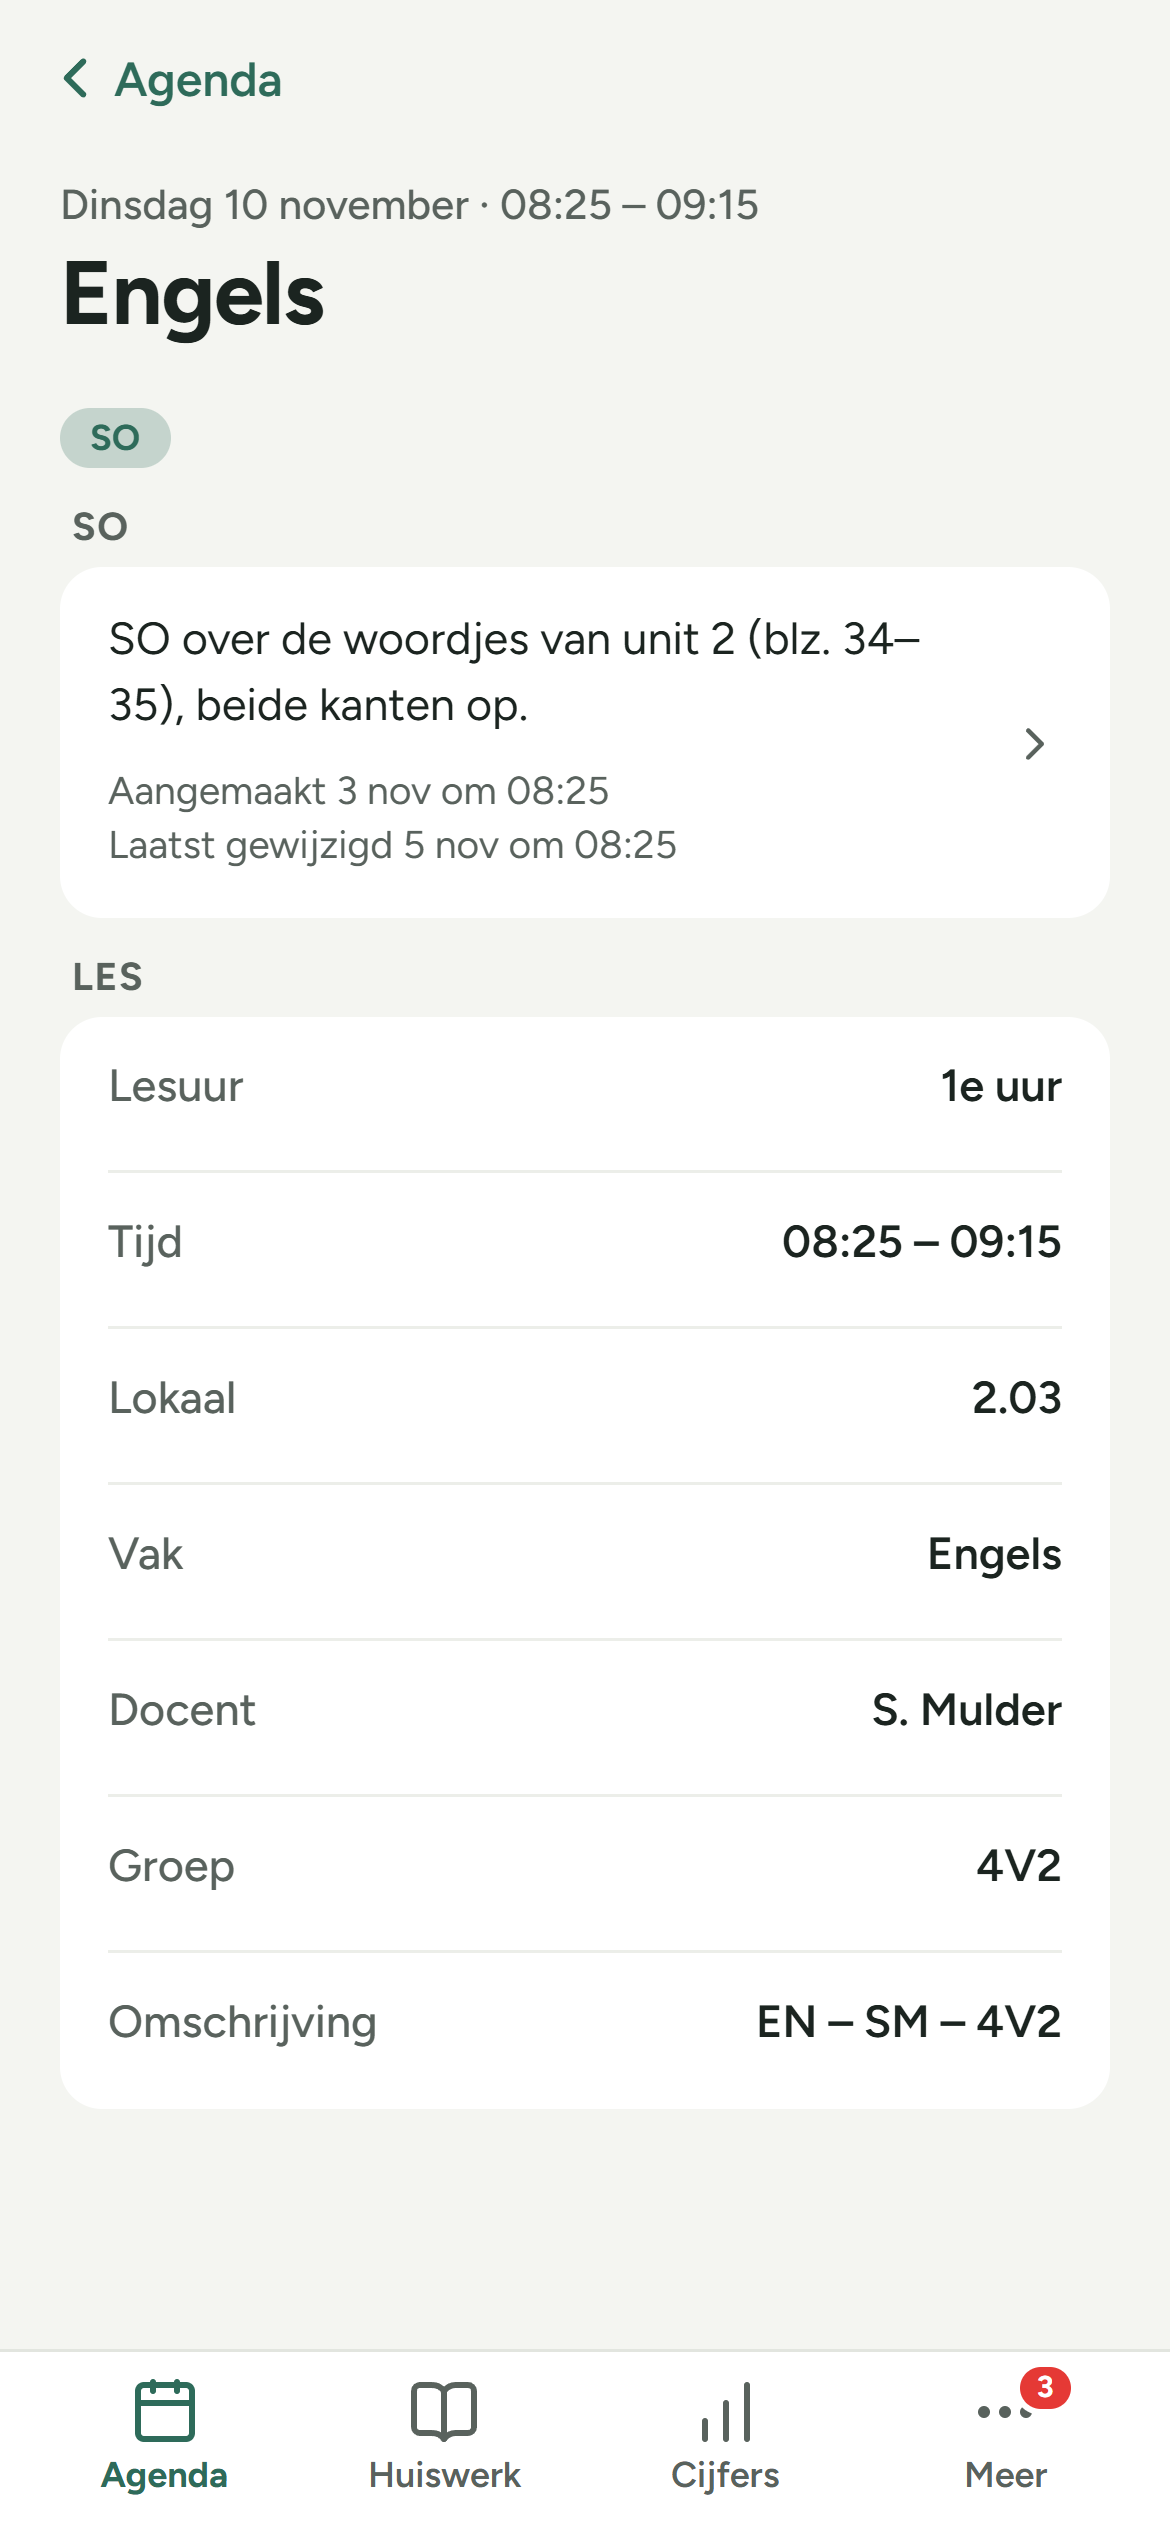 Agenda
Dinsdag 10 november · 08:25 – 09:15
Engels
SO
SO
SO over de woordjes van unit 2 (blz. 34–
35), beide kanten op.
Aangemaakt 3 nov om 08:25
Laatst gewijzigd 5 nov om 08:25
LES
Lesuur 1e uur
Tijd 08:25 – 09:15
Lokaal 2.03
Vak Engels
Docent S. Mulder
Groep 4V2
Omschrijving EN – SM – 4V2
3
Agenda Huiswerk Cijfers Meer